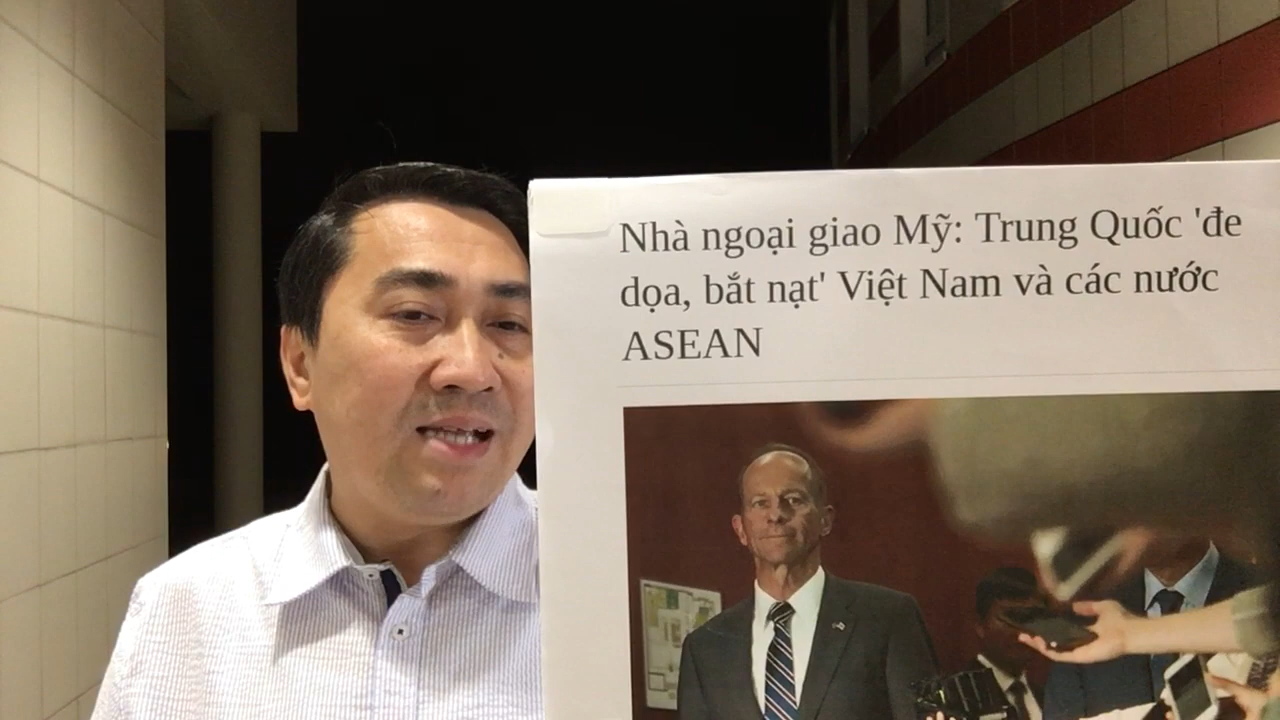 Nhà ngoại giao Mỹ: Trung Quốc 'đe
dọa, bắt nạt' Việt Nam và các nước
ASEAN